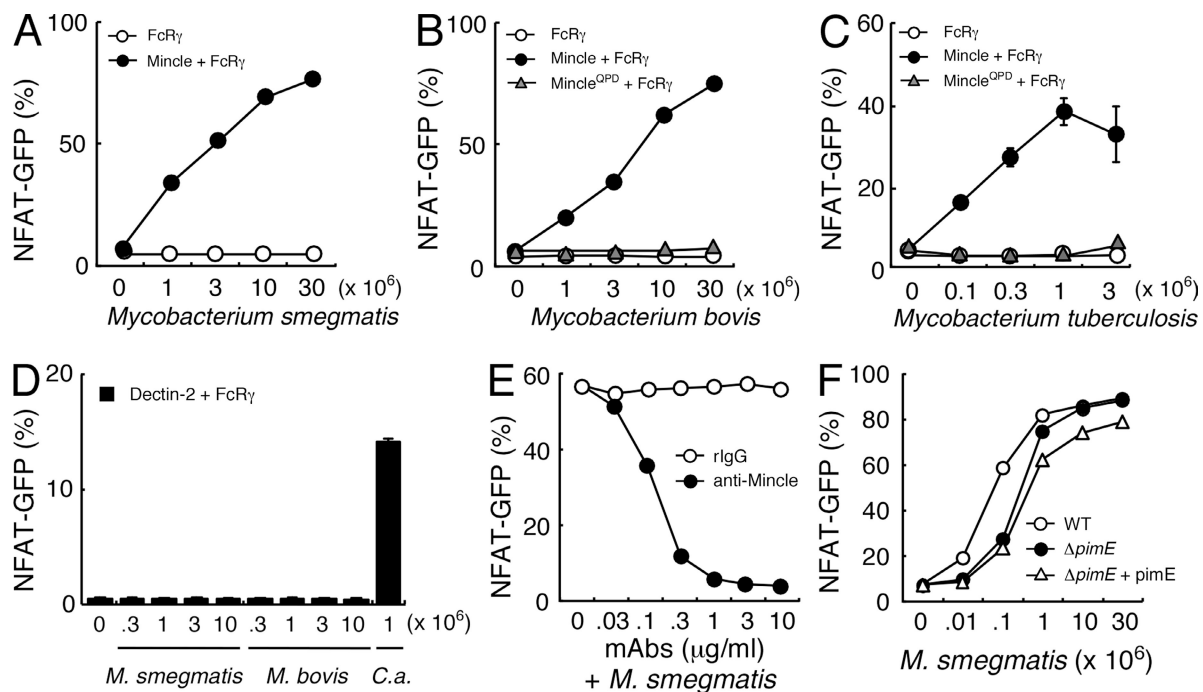 A
NFAT-GFP (%)
100
50
0
FcRγ
Mincle + FcRγ
0 1 3 10 30 (x 10⁶)
Mycobacterium smegmatis
B
NFAT-GFP (%)
100
50
0
FcRγ
Mincle + FcRγ
Mincle^QPD + FcRγ
0 1 3 10 30 (x 10⁶)
Mycobacterium bovis
C
NFAT-GFP (%)
60
40
20
0
FcRγ
Mincle + FcRγ
Mincle^QPD + FcRγ
0 0.1 0.3 1 3 (x 10⁶)
Mycobacterium tuberculosis
D
NFAT-GFP (%)
20
10
0
Dectin-2 + FcRγ
0 .3 1 3 10 .3 1 3 10 1 (x 10⁶)
M. smegmatis M. bovis C.a.
E
NFAT-GFP (%)
60
40
20
0
rIgG
anti-Mincle
0 .03 .1 .3 1 3 10
mAbs (μg/ml)
+ M. smegmatis
F
NFAT-GFP (%)
100
80
60
40
20
0
WT
ΔpimE
ΔpimE + pimE
0 .01 .1 1 10 30
M. smegmatis (x 10⁶)